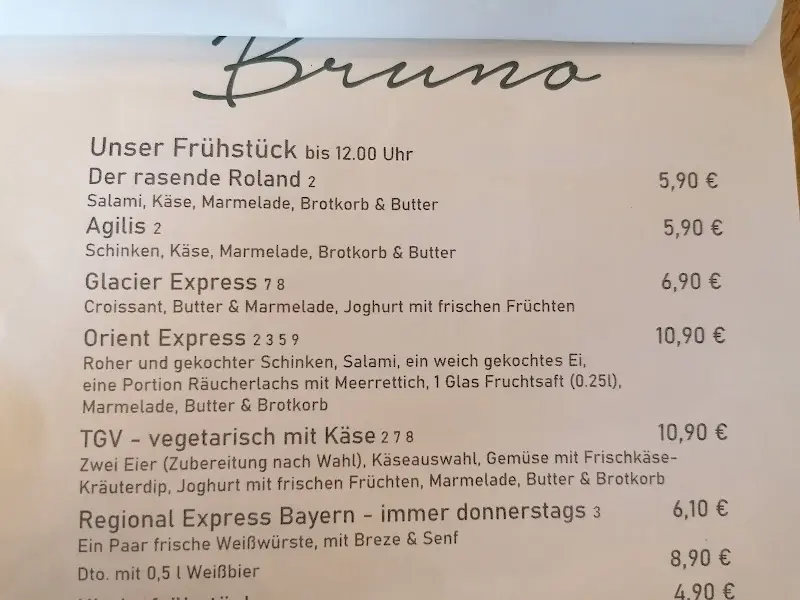 Bruno
Unser Frühstück bis 12.00 Uhr
Der rasende Roland 2 5,90 €
Salami, Käse, Marmelade, Brotkorb & Butter
Agilis 2 5,90 €
Schinken, Käse, Marmelade, Brotkorb & Butter
Glacier Express 7 8 6,90 €
Croissant, Butter & Marmelade, Joghurt mit frischen Früchten
Orient Express 2 3 5 9 10,90 €
Roher und gekochter Schinken, Salami, ein weich gekochtes Ei,
eine Portion Räucherlachs mit Meerrettich, 1 Glas Fruchtsaft (0.25l),
Marmelade, Butter & Brotkorb
TGV - vegetarisch mit Käse 2 7 8 10,90 €
Zwei Eier (Zubereitung nach Wahl), Käseauswahl, Gemüse mit Frischkäse-
Kräuterdip, Joghurt mit frischen Früchten, Marmelade, Butter & Brotkorb
Regional Express Bayern - immer donnerstags 3 6,10 €
Ein Paar frische Weißwürste, mit Breze & Senf
Dto. mit 0,5 l Weißbier 8,90 €
4,90 €